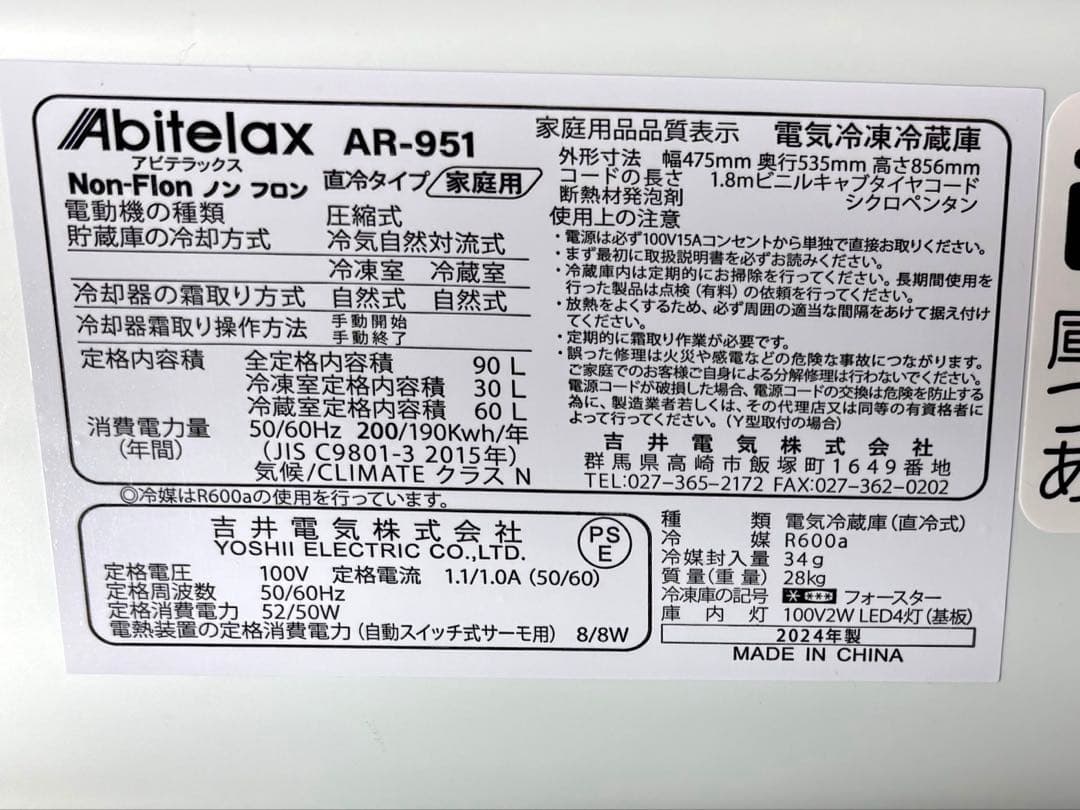 Abitelax AR-951
アビテラックス
Non-Flon ノン フロン 直冷タイプ 家庭用
電動機の種類 圧縮式
貯蔵庫の冷却方式 冷気自然対流式
冷凍室 冷蔵室
冷却器の霜取り方式 自然式 自然式
冷却器霜取り操作方法 手動開始
手動終了
定格内容積 全定格内容積 90 L
冷凍室定格内容積 30 L
冷蔵室定格内容積 60 L
消費電力量 50/60Hz 200/190Kwh/年
(年間) (JIS C9801-3 2015年)
気候/CLIMATE クラス N
◎冷媒はR600aの使用を行っています。
家庭用品品質表示 電気冷凍冷蔵庫
外形寸法 幅475mm 奥行535mm 高さ856mm
コードの長さ 1.8mビニルキャブタイヤコード
断熱材発泡剤 シクロペンタン
使用上の注意
・電源は必ず100V15Aコンセントから単独で直接お取りください。
・まず最初に取扱説明書を必ずお読みください。
・冷蔵庫内は定期的にお掃除を行ってください。長期間使用を
行った製品は点検(有料)の依頼を行ってください。
・放熱をよくするため、必ず周囲の適当な間隔をあけて据え付け
てください。
・定期的に霜取り作業が必要です。
・誤った修理は火災や感電などの危険な事故につながります。
ご家庭でのお客様ご自身による分解修理は行わないでください。
電源コードが破損した場合、電源コードの交換は危険を防止する
為に、製造業者若しくは、その代理店又は同等の有資格者に
よって行ってください。(Y型取付の場合)
吉井電気株式会社
群馬県高崎市飯塚町1649番地
TEL:027-365-2172 FAX:027-362-0202
吉井電気株式会社
YOSHII ELECTRIC CO.,LTD.
PS
E
定格電圧 100V 定格電流 1.1/1.0A (50/60)
定格周波数 50/60Hz
定格消費電力 52/50W
電熱装置の定格消費電力(自動スイッチ式サーモ用) 8/8W
種類 電気冷蔵庫(直冷式)
冷媒 R600a
冷媒封入量 34g
質量(重量) 28kg
冷凍庫の記号 フォースター
庫内灯 100V2W LED4灯(基板)
2024年製
MADE IN CHINA
庫
つ
あ